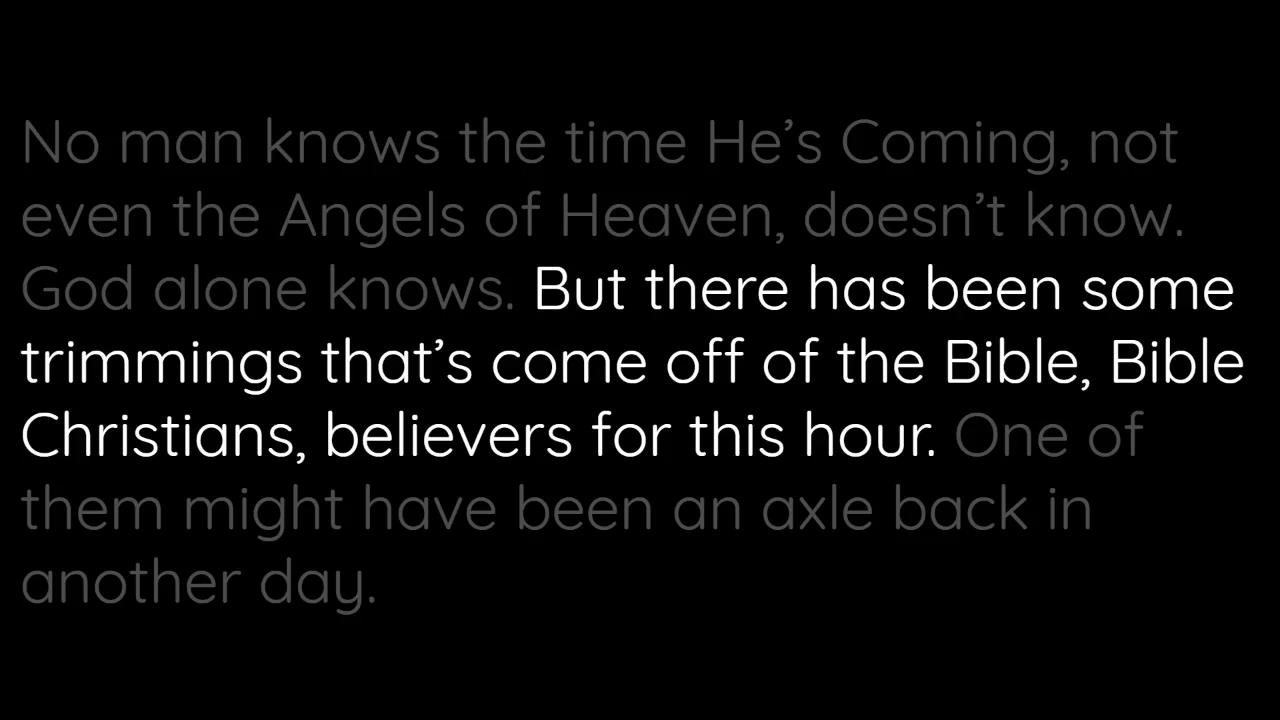 No man knows the time He’s Coming, not
even the Angels of Heaven, doesn’t know.
God alone knows. But there has been some
trimmings that’s come off of the Bible, Bible
Christians, believers for this hour. One of
them might have been an axle back in
another day.